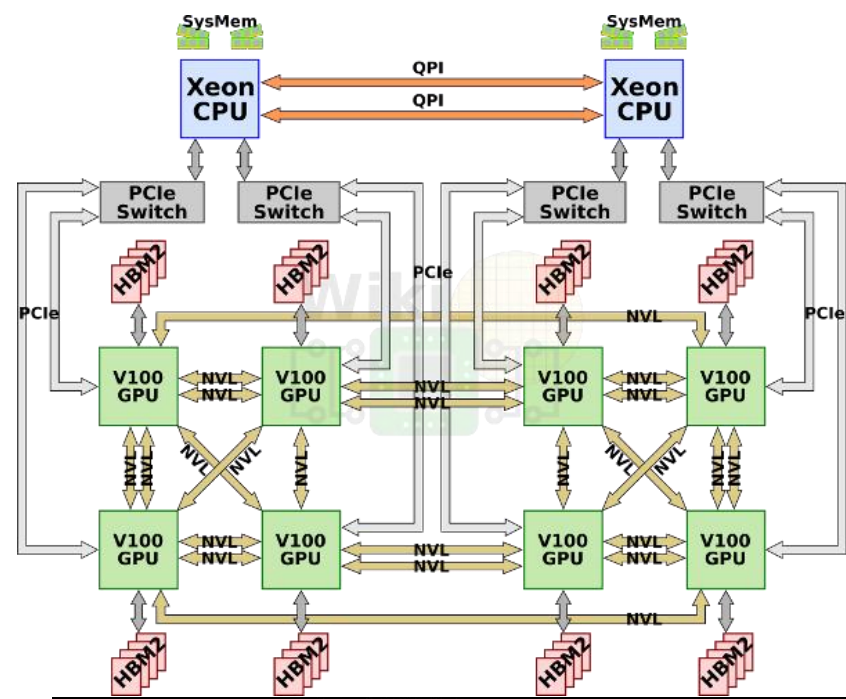 SysMem
SysMem
Xeon
CPU
QPI
QPI
Xeon
CPU
PCIe
Switch
PCIe
Switch
PCIe
Switch
PCIe
Switch
HBM2
HBM2
HBM2
HBM2
PCIe
PCIe
PCIe
Wiki
NVL
V100
GPU
NVL
NVL
V100
GPU
NVL
NVL
V100
GPU
NVL
NVL
V100
GPU
NVL
NVL
NVL
NVL
NVL
NVL
NVL
NVL
NVL
NVL
V100
GPU
NVL
NVL
V100
GPU
NVL
NVL
V100
GPU
NVL
NVL
V100
GPU
NVL
HBM2
HBM2
HBM2
HBM2